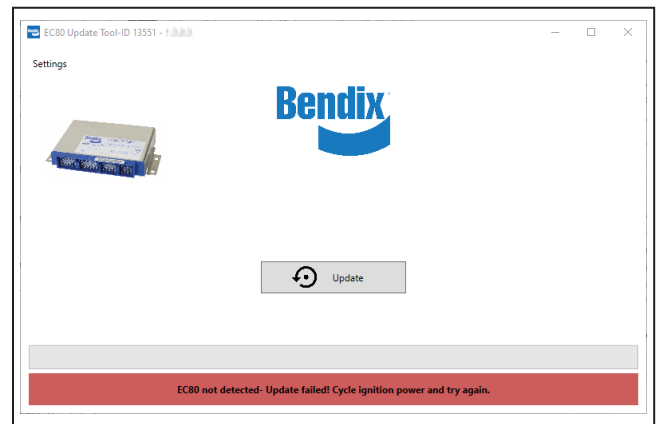 EC80 Update Tool-ID 13551 -
Settings
Bendix
Update
EC80 not detected- Update failed! Cycle ignition power and try again.